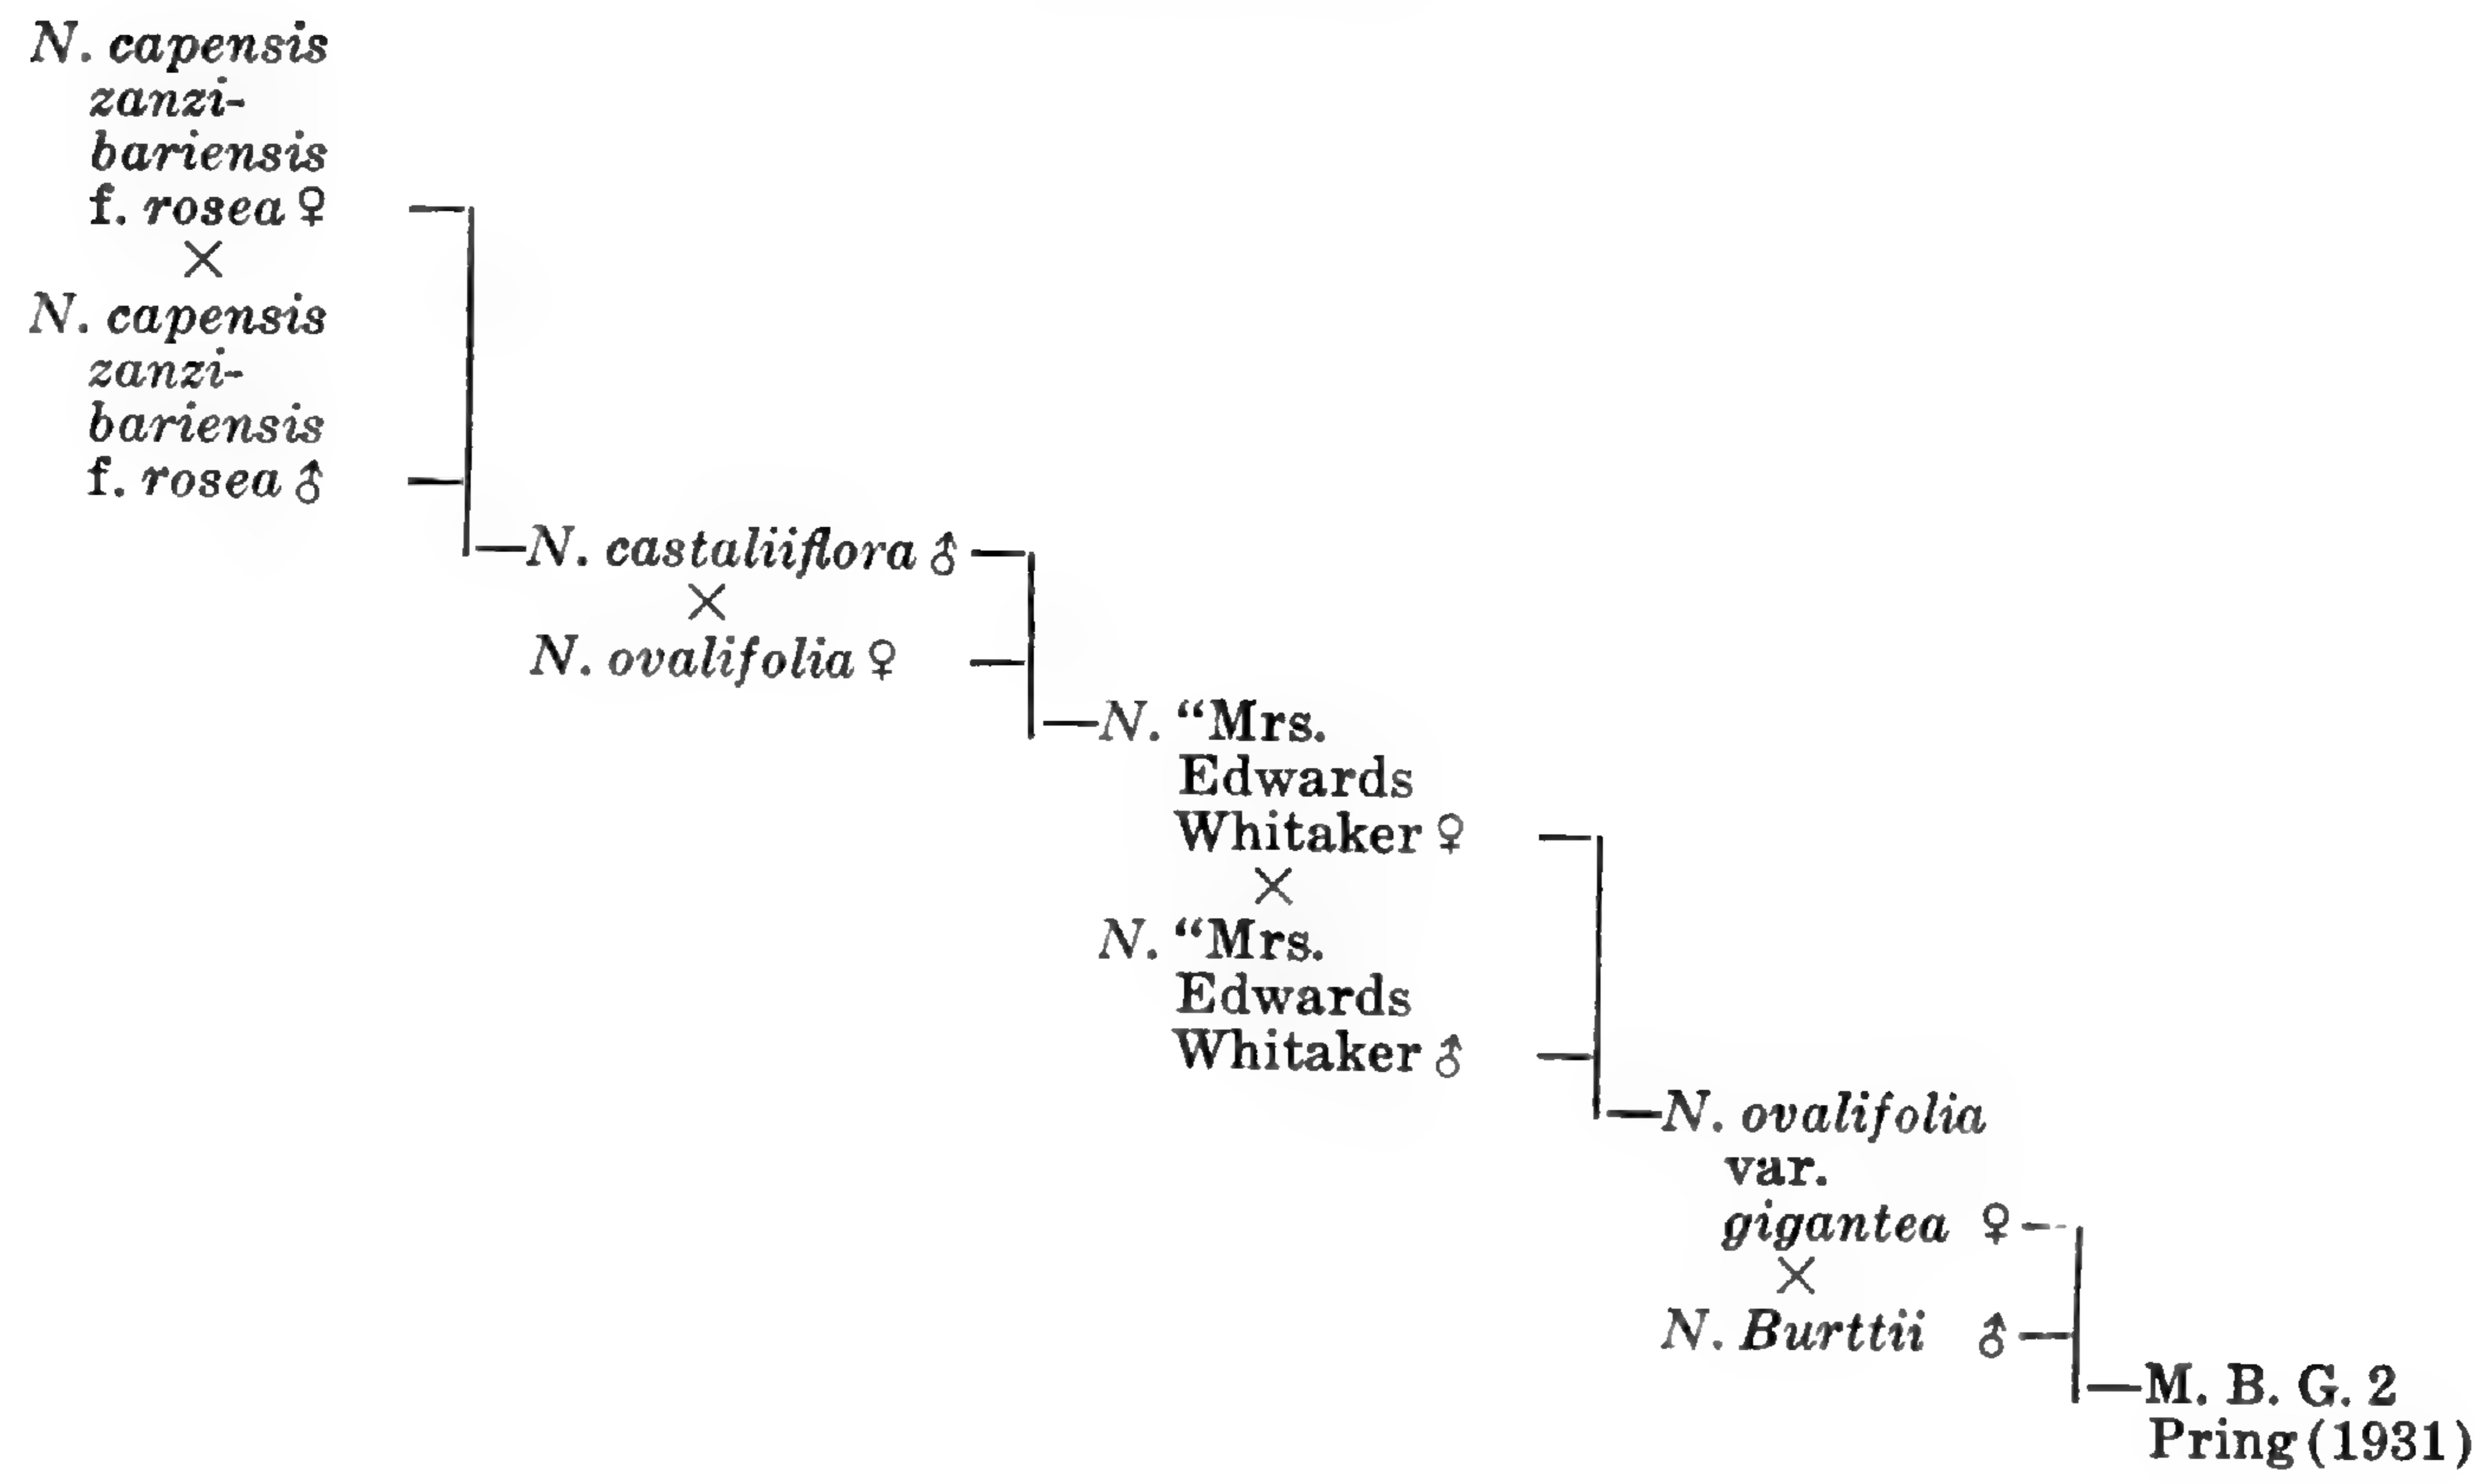 N. capensis
zanzi-
bariensis
f. rosea ♀
×
N. capensis
zanzi-
bariensis
f. rosea ♂
N. castaliiflora ♂
×
N. ovalifolia ♀
N. “Mrs.
Edwards
Whitaker ♀
×
N. “Mrs.
Edwards
Whitaker ♂
N. ovalifolia
var.
gigantea ♀
×
N. Burttii ♂
M. B. G. 2
Pring (1931)